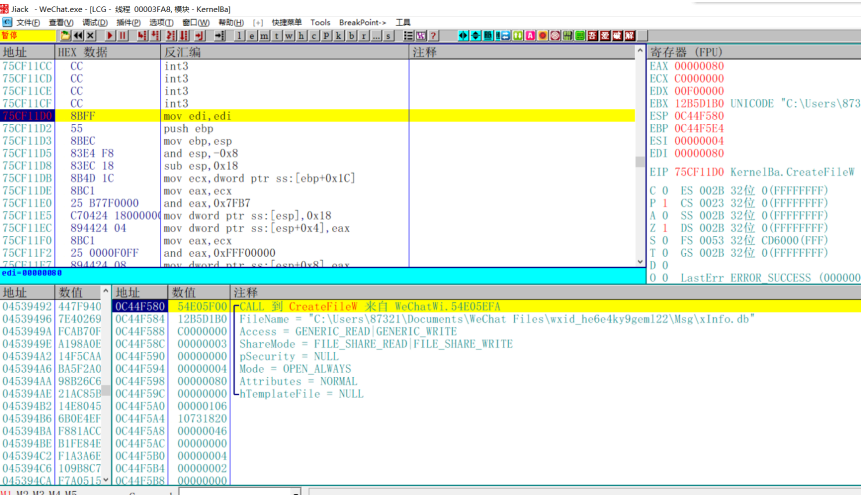 Jiack - WeChat.exe - [LCG - 线程 00003FA8, 模块 - KernelBa]
文件(F) 查看(V) 调试(D) 插件(P) 选项(T) 窗口(W) 帮助(H) [+] 快捷菜单 Tools BreakPoint-> 工具
暂停 l e m t w h c P k b r ... s
地址 HEX 数据 反汇编 注释 寄存器 (FPU)
75CF11CC CC int3
75CF11CD CC int3
75CF11CE CC int3
75CF11CF CC int3
75CF11D0 8BFF mov edi,edi
75CF11D2 55 push ebp
75CF11D3 8BEC mov ebp,esp
75CF11D5 83E4 F8 and esp,-0x8
75CF11D8 83EC 18 sub esp,0x18
75CF11DB 8B4D 1C mov ecx,dword ptr ss:[ebp+0x1C]
75CF11DE 8BC1 mov eax,ecx
75CF11E0 25 B77F0000 and eax,0x7FB7
75CF11E5 C70424 18000000 mov dword ptr ss:[esp],0x18
75CF11EC 894424 04 mov dword ptr ss:[esp+0x4],eax
75CF11F0 8BC1 mov eax,ecx
75CF11F2 25 0000F0FF and eax,0xFFF00000
75CF11F7 894424 08 mov dword ptr ss:[esp+0x8],eax
EAX 00000080
ECX C0000000
EDX 00F00000
EBX 12B5D1B0 UNICODE "C:\Users\873
ESP 0C44F580
EBP 0C44F5E4
ESI 00000004
EDI 00000080
EIP 75CF11D0 KernelBa.CreateFileW
C 0 ES 002B 32位 0(FFFFFFFF)
P 1 CS 0023 32位 0(FFFFFFFF)
A 0 SS 002B 32位 0(FFFFFFFF)
Z 1 DS 002B 32位 0(FFFFFFFF)
S 0 FS 0053 32位 CD6000(FFF)
T 0 GS 002B 32位 0(FFFFFFFF)
D 0
O 0 LastErr ERROR_SUCCESS (000000
edi=00000080
地址 数值 地址 数值 注释
04539492 447F940 0C44F580 54E05F00 CALL 到 CreateFileW 来自 WeChatWi.54E05EFA
04539496 7E40269 0C44F584 12B5D1B0 FileName = "C:\Users\87321\Documents\WeChat Files\wxid_he6e4ky9gem122\Msg\xInfo.db"
0453949A FCAB70F 0C44F588 C0000000 Access = GENERIC_READ|GENERIC_WRITE
0453949E A198A0E 0C44F58C 00000003 ShareMode = FILE_SHARE_READ|FILE_SHARE_WRITE
045394A2 14F5CAA 0C44F590 00000000 pSecurity = NULL
045394A6 BA5F2A0 0C44F594 00000004 Mode = OPEN_ALWAYS
045394AA 98B26C6 0C44F598 00000080 Attributes = NORMAL
045394AE 21AC85B 0C44F59C 00000000 hTemplateFile = NULL
045394B2 14E8045 0C44F5A0 00000106
045394B6 6B0E4EF 0C44F5A4 10731820
045394BA F881ACC 0C44F5A8 00000046
045394BE B1FE84E 0C44F5AC 00000000
045394C2 F1A3A6E 0C44F5B0 00000004
045394C6 109B8C7 0C44F5B4 00000002
045394CA F7A0515 0C44F5B8 00000000
M1 M2 M3 M4 M5